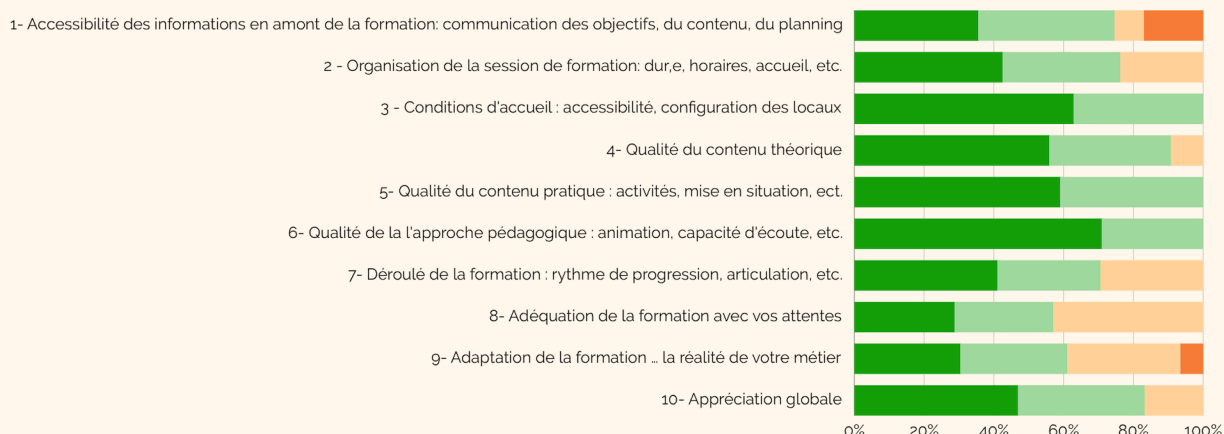 1- Accessibilité des informations en amont de la formation: communication des objectifs, du contenu, du planning
2 - Organisation de la session de formation: dur,e, horaires, accueil, etc.
3 - Conditions d'accueil : accessibilité, configuration des locaux
4- Qualité du contenu théorique
5- Qualité du contenu pratique : activités, mise en situation, ect.
6- Qualité de la l'approche pédagogique : animation, capacité d'écoute, etc.
7- Déroulé de la formation : rytyhme de progression, articulation, etc.
8- Adéquation de la formation avec vos attentes
9- Adaptation de la formation ... la réalité de votre métier
10- Appréciation globale
0% 20% 40% 60% 80% 100%